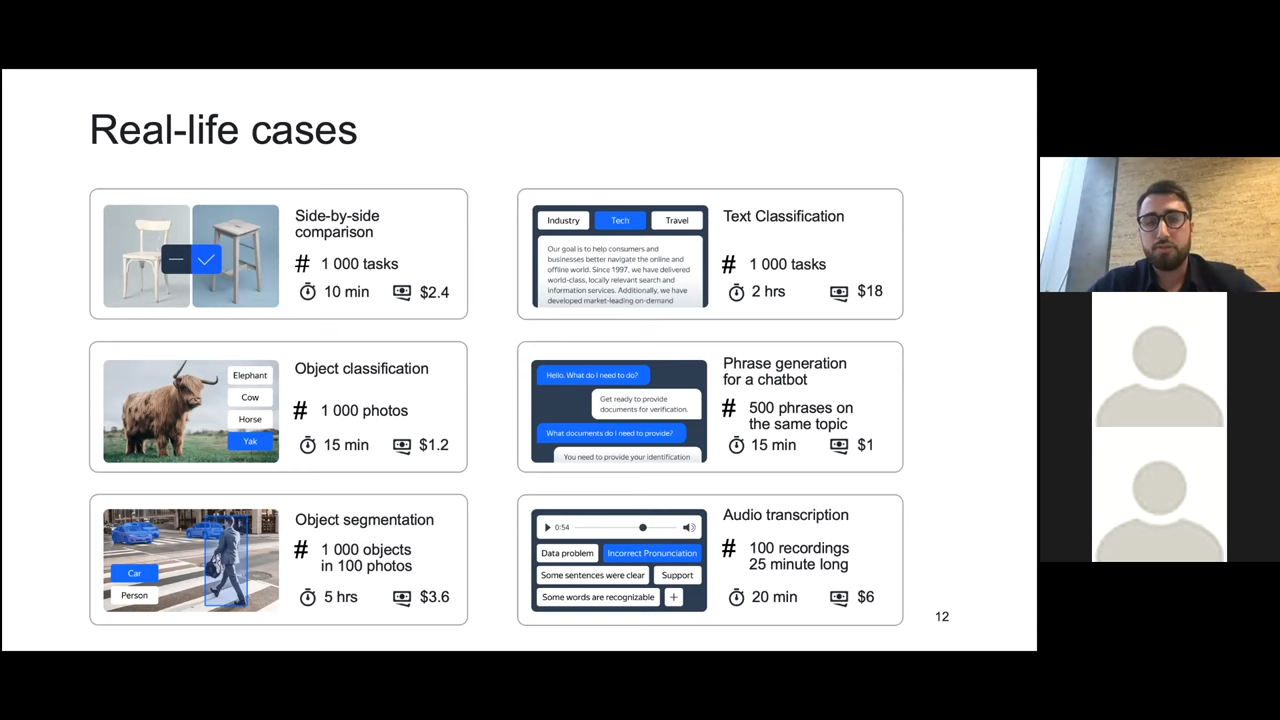 Real-life cases
Side-by-side
comparison
# 1 000 tasks
10 min $2.4
Industry Tech Travel
Our goal is to help consumers and
businesses better navigate the online and
offline world. Since 1997, we have delivered
world-class, locally relevant search and
information services. Additionally, we have
developed market-leading on-demand
Text Classification
# 1 000 tasks
2 hrs $18
Elephant
Cow
Horse
Yak
Object classification
# 1 000 photos
15 min $1.2
Hello. What do I need to do?
Get ready to provide
documents for verification.
What documents do I need to provide?
You need to provide your identification
Phrase generation
for a chatbot
# 500 phrases on
the same topic
15 min $1
Car
Person
Object segmentation
# 1 000 objects
in 100 photos
5 hrs $3.6
0:54
Data problem Incorrect Pronunciation
Some sentences were clear Support
Some words are recognizable +
Audio transcription
# 100 recordings
25 minute long
20 min $6
12